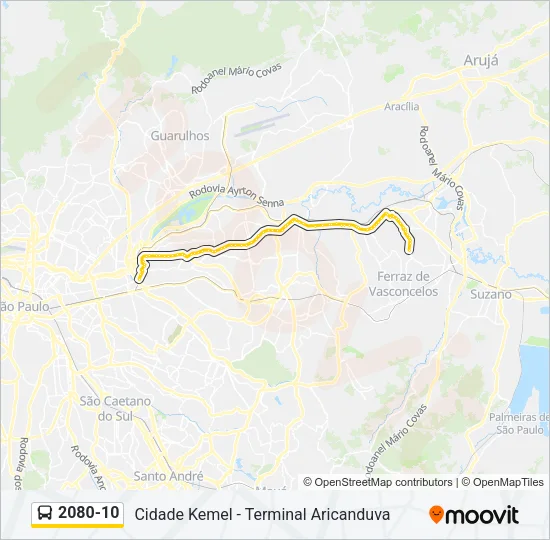 Rodoanel Mário Covas
Arujá
Aracília
Guarulhos
Rodoanel Mário Covas
Rodovia Ayrton Senna
Ferraz de
Vasconcelos
Suzano
São Paulo
São Caetano
do Sul
Palmeiras de
São Paulo
Rodoanel Mário Covas
Rodovia dos
Rodovia An
Santo André
© OpenStreetMap contributors | © OpenMapTiles
2080-10
Cidade Kemel - Terminal Aricanduva
moovit